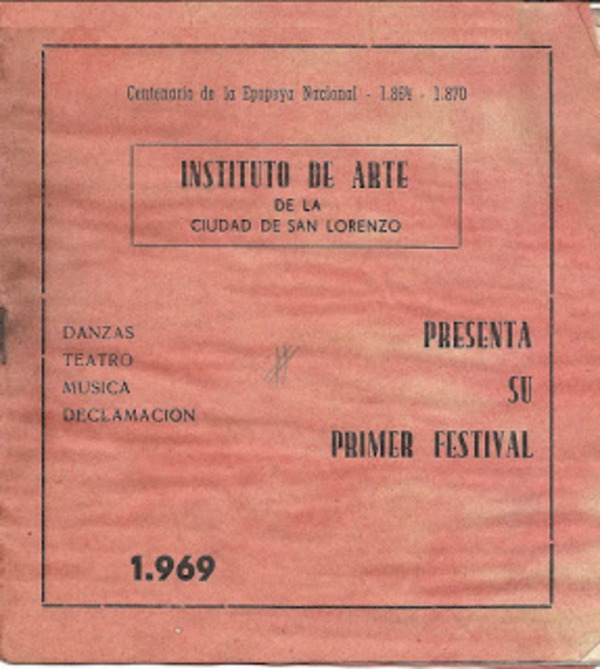 Centenario de la Epopeya Nacional - 1.864 - 1.870
INSTITUTO DE ARTE
DE LA
CIUDAD DE SAN LORENZO
DANZAS
TEATRO
MUSICA
DECLAMACION
PRESENTA
SU
PRIMER FESTIVAL
1.969